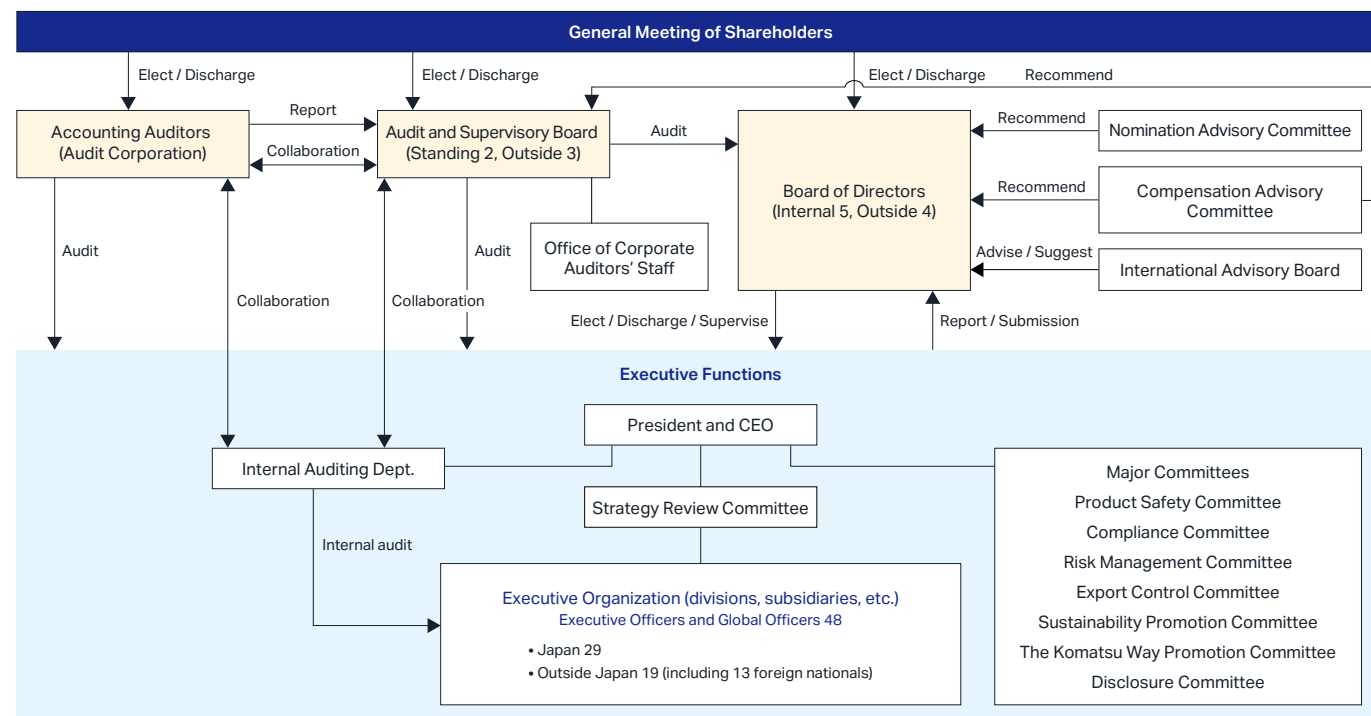 General Meeting of Shareholders
Elect / Discharge
Elect / Discharge
Elect / Discharge
Recommend
Accounting Auditors
(Audit Corporation)
Report
Collaboration
Audit and Supervisory Board
(Standing 2, Outside 3)
Audit
Board of Directors
(Internal 5, Outside 4)
Recommend
Nomination Advisory Committee
Recommend
Compensation Advisory
Committee
Advise / Suggest
International Advisory Board
Audit
Collaboration
Collaboration
Audit
Office of Corporate
Auditors’ Staff
Elect / Discharge / Supervise
Report / Submission
Executive Functions
President and CEO
Internal Auditing Dept.
Strategy Review Committee
Internal audit
Executive Organization (divisions, subsidiaries, etc.)
Executive Officers and Global Officers 48
• Japan 29
• Outside Japan 19 (including 13 foreign nationals)
Major Committees
Product Safety Committee
Compliance Committee
Risk Management Committee
Export Control Committee
Sustainability Promotion Committee
The Komatsu Way Promotion Committee
Disclosure Committee